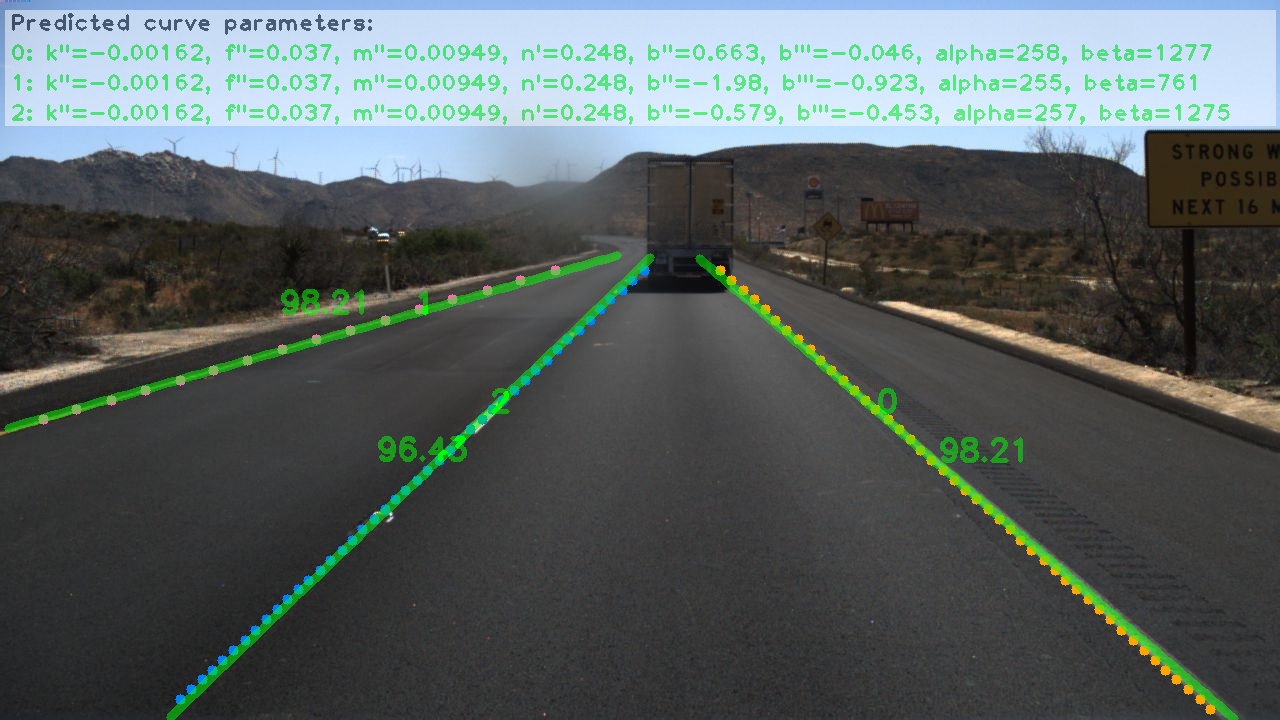 Predicted curve parameters:
0: k"=-0.00162, f"=0.037, m"=0.00949, n'=0.248, b"=0.663, b'"=-0.046, alpha=258, beta=1277
1: k"=-0.00162, f"=0.037, m"=0.00949, n'=0.248, b"=-1.98, b'"=-0.923, alpha=255, beta=761
2: k"=-0.00162, f"=0.037, m"=0.00949, n'=0.248, b"=-0.579, b'"=-0.453, alpha=257, beta=1275
STRONG W
POSSIB
NEXT 16 M
98.21 1
2 0
96.43 98.21